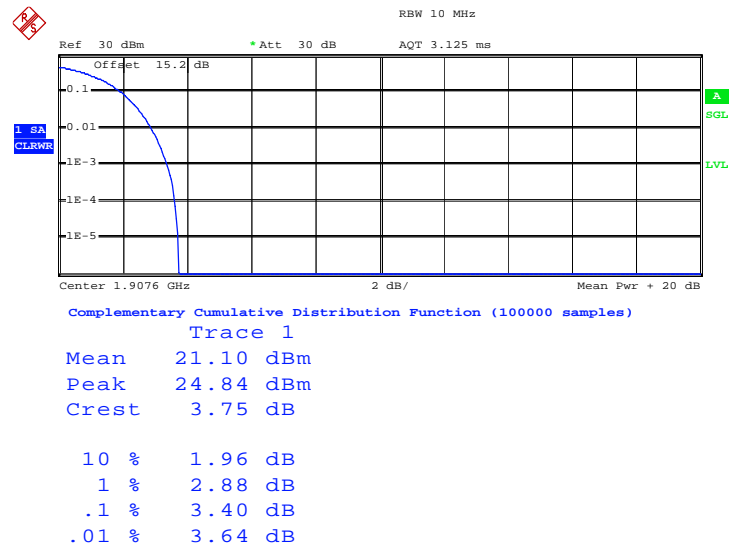 RBW 10 MHz
Ref 30 dBm * Att 30 dB AQT 3.125 ms
Offset 15.2 dB
0.1
A
SGL
0.01
1 SA
CLRWR
1E-3
LVL
1E-4
1E-5
Center 1.9076 GHz 2 dB/ Mean Pwr + 20 dB
Complementary Cumulative Distribution Function (100000 samples)
Trace 1
Mean 21.10 dBm
Peak 24.84 dBm
Crest 3.75 dB
10 % 1.96 dB
1 % 2.88 dB
.1 % 3.40 dB
.01 % 3.64 dB